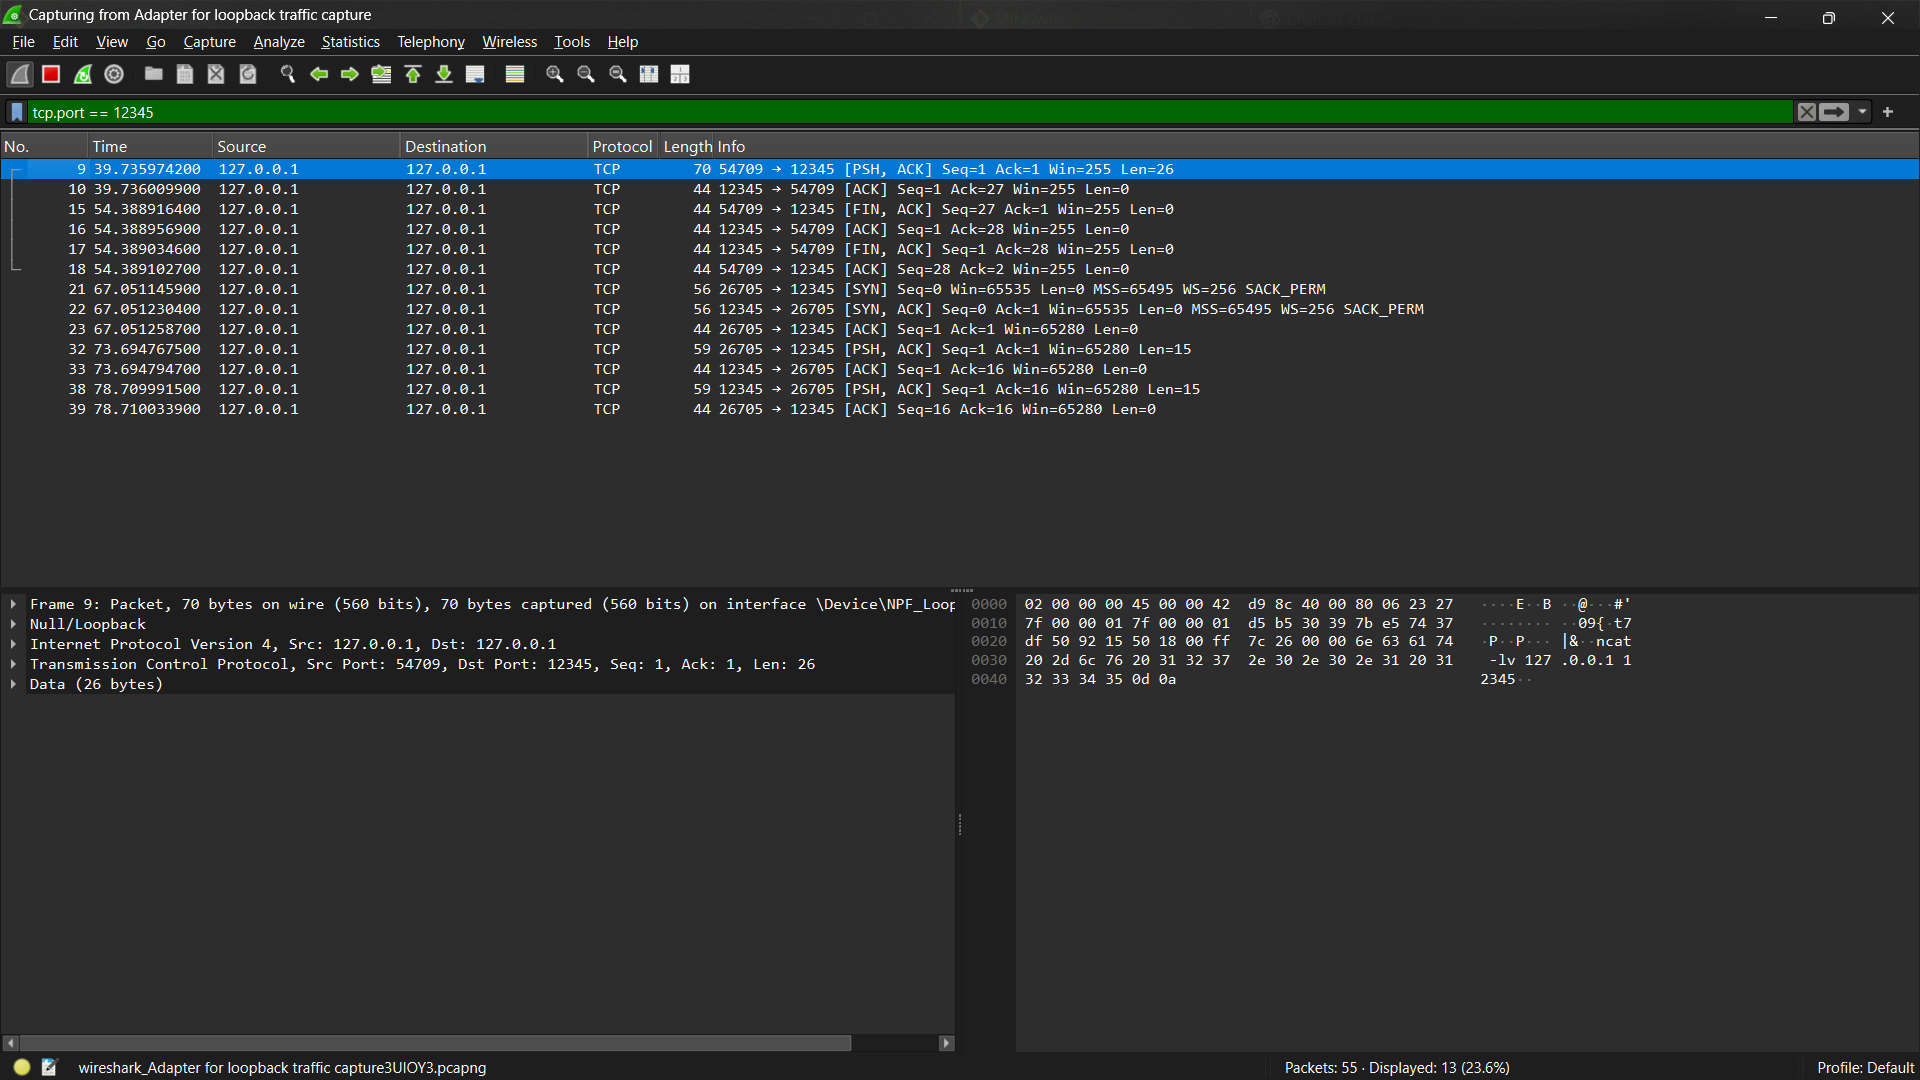 Capturing from Adapter for loopback traffic capture
File Edit View Go Capture Analyze Statistics Telephony Wireless Tools Help
tcp.port == 12345
No. Time Source Destination Protocol Length Info
9 39.735974200 127.0.0.1 127.0.0.1 TCP 70 54709 → 12345 [PSH, ACK] Seq=1 Ack=1 Win=255 Len=26
10 39.736009900 127.0.0.1 127.0.0.1 TCP 44 12345 → 54709 [ACK] Seq=1 Ack=27 Win=255 Len=0
15 54.388916400 127.0.0.1 127.0.0.1 TCP 44 54709 → 12345 [FIN, ACK] Seq=27 Ack=1 Win=255 Len=0
16 54.388956900 127.0.0.1 127.0.0.1 TCP 44 12345 → 54709 [ACK] Seq=1 Ack=28 Win=255 Len=0
17 54.389034600 127.0.0.1 127.0.0.1 TCP 44 12345 → 54709 [FIN, ACK] Seq=1 Ack=28 Win=255 Len=0
18 54.389102700 127.0.0.1 127.0.0.1 TCP 44 54709 → 12345 [ACK] Seq=28 Ack=2 Win=255 Len=0
21 67.051145900 127.0.0.1 127.0.0.1 TCP 56 26705 → 12345 [SYN] Seq=0 Win=65535 Len=0 MSS=65495 WS=256 SACK_PERM
22 67.051230400 127.0.0.1 127.0.0.1 TCP 56 12345 → 26705 [SYN, ACK] Seq=0 Ack=1 Win=65535 Len=0 MSS=65495 WS=256 SACK_PERM
23 67.051258700 127.0.0.1 127.0.0.1 TCP 44 26705 → 12345 [ACK] Seq=1 Ack=1 Win=65280 Len=0
32 73.694767500 127.0.0.1 127.0.0.1 TCP 59 26705 → 12345 [PSH, ACK] Seq=1 Ack=1 Win=65280 Len=15
33 73.694794700 127.0.0.1 127.0.0.1 TCP 44 12345 → 26705 [ACK] Seq=1 Ack=16 Win=65280 Len=0
38 78.709991500 127.0.0.1 127.0.0.1 TCP 59 12345 → 26705 [PSH, ACK] Seq=1 Ack=16 Win=65280 Len=15
39 78.710033900 127.0.0.1 127.0.0.1 TCP 44 26705 → 12345 [ACK] Seq=16 Ack=16 Win=65280 Len=0
Frame 9: Packet, 70 bytes on wire (560 bits), 70 bytes captured (560 bits) on interface \Device\NPF_Loop
Null/Loopback
Internet Protocol Version 4, Src: 127.0.0.1, Dst: 127.0.0.1
Transmission Control Protocol, Src Port: 54709, Dst Port: 12345, Seq: 1, Ack: 1, Len: 26
Data (26 bytes)
0000 02 00 00 00 45 00 00 42 d9 8c 40 00 80 06 23 27 ····E··B ··@···#'
0010 7f 00 00 01 7f 00 00 01 d5 b5 30 39 7b e5 74 37 ········ ··09{·t7
0020 df 50 92 15 50 18 00 ff 7c 26 00 00 6e 63 61 74 ·P··P··· |&··ncat
0030 20 2d 6c 76 20 31 32 37 2e 30 2e 30 2e 31 20 31 -lv 127 .0.0.1 1
0040 32 33 34 35 0d 0a 2345··
wireshark_Adapter for loopback traffic capture3UIOY3.pcapng
Packets: 55 · Displayed: 13 (23.6%)
Profile: Default